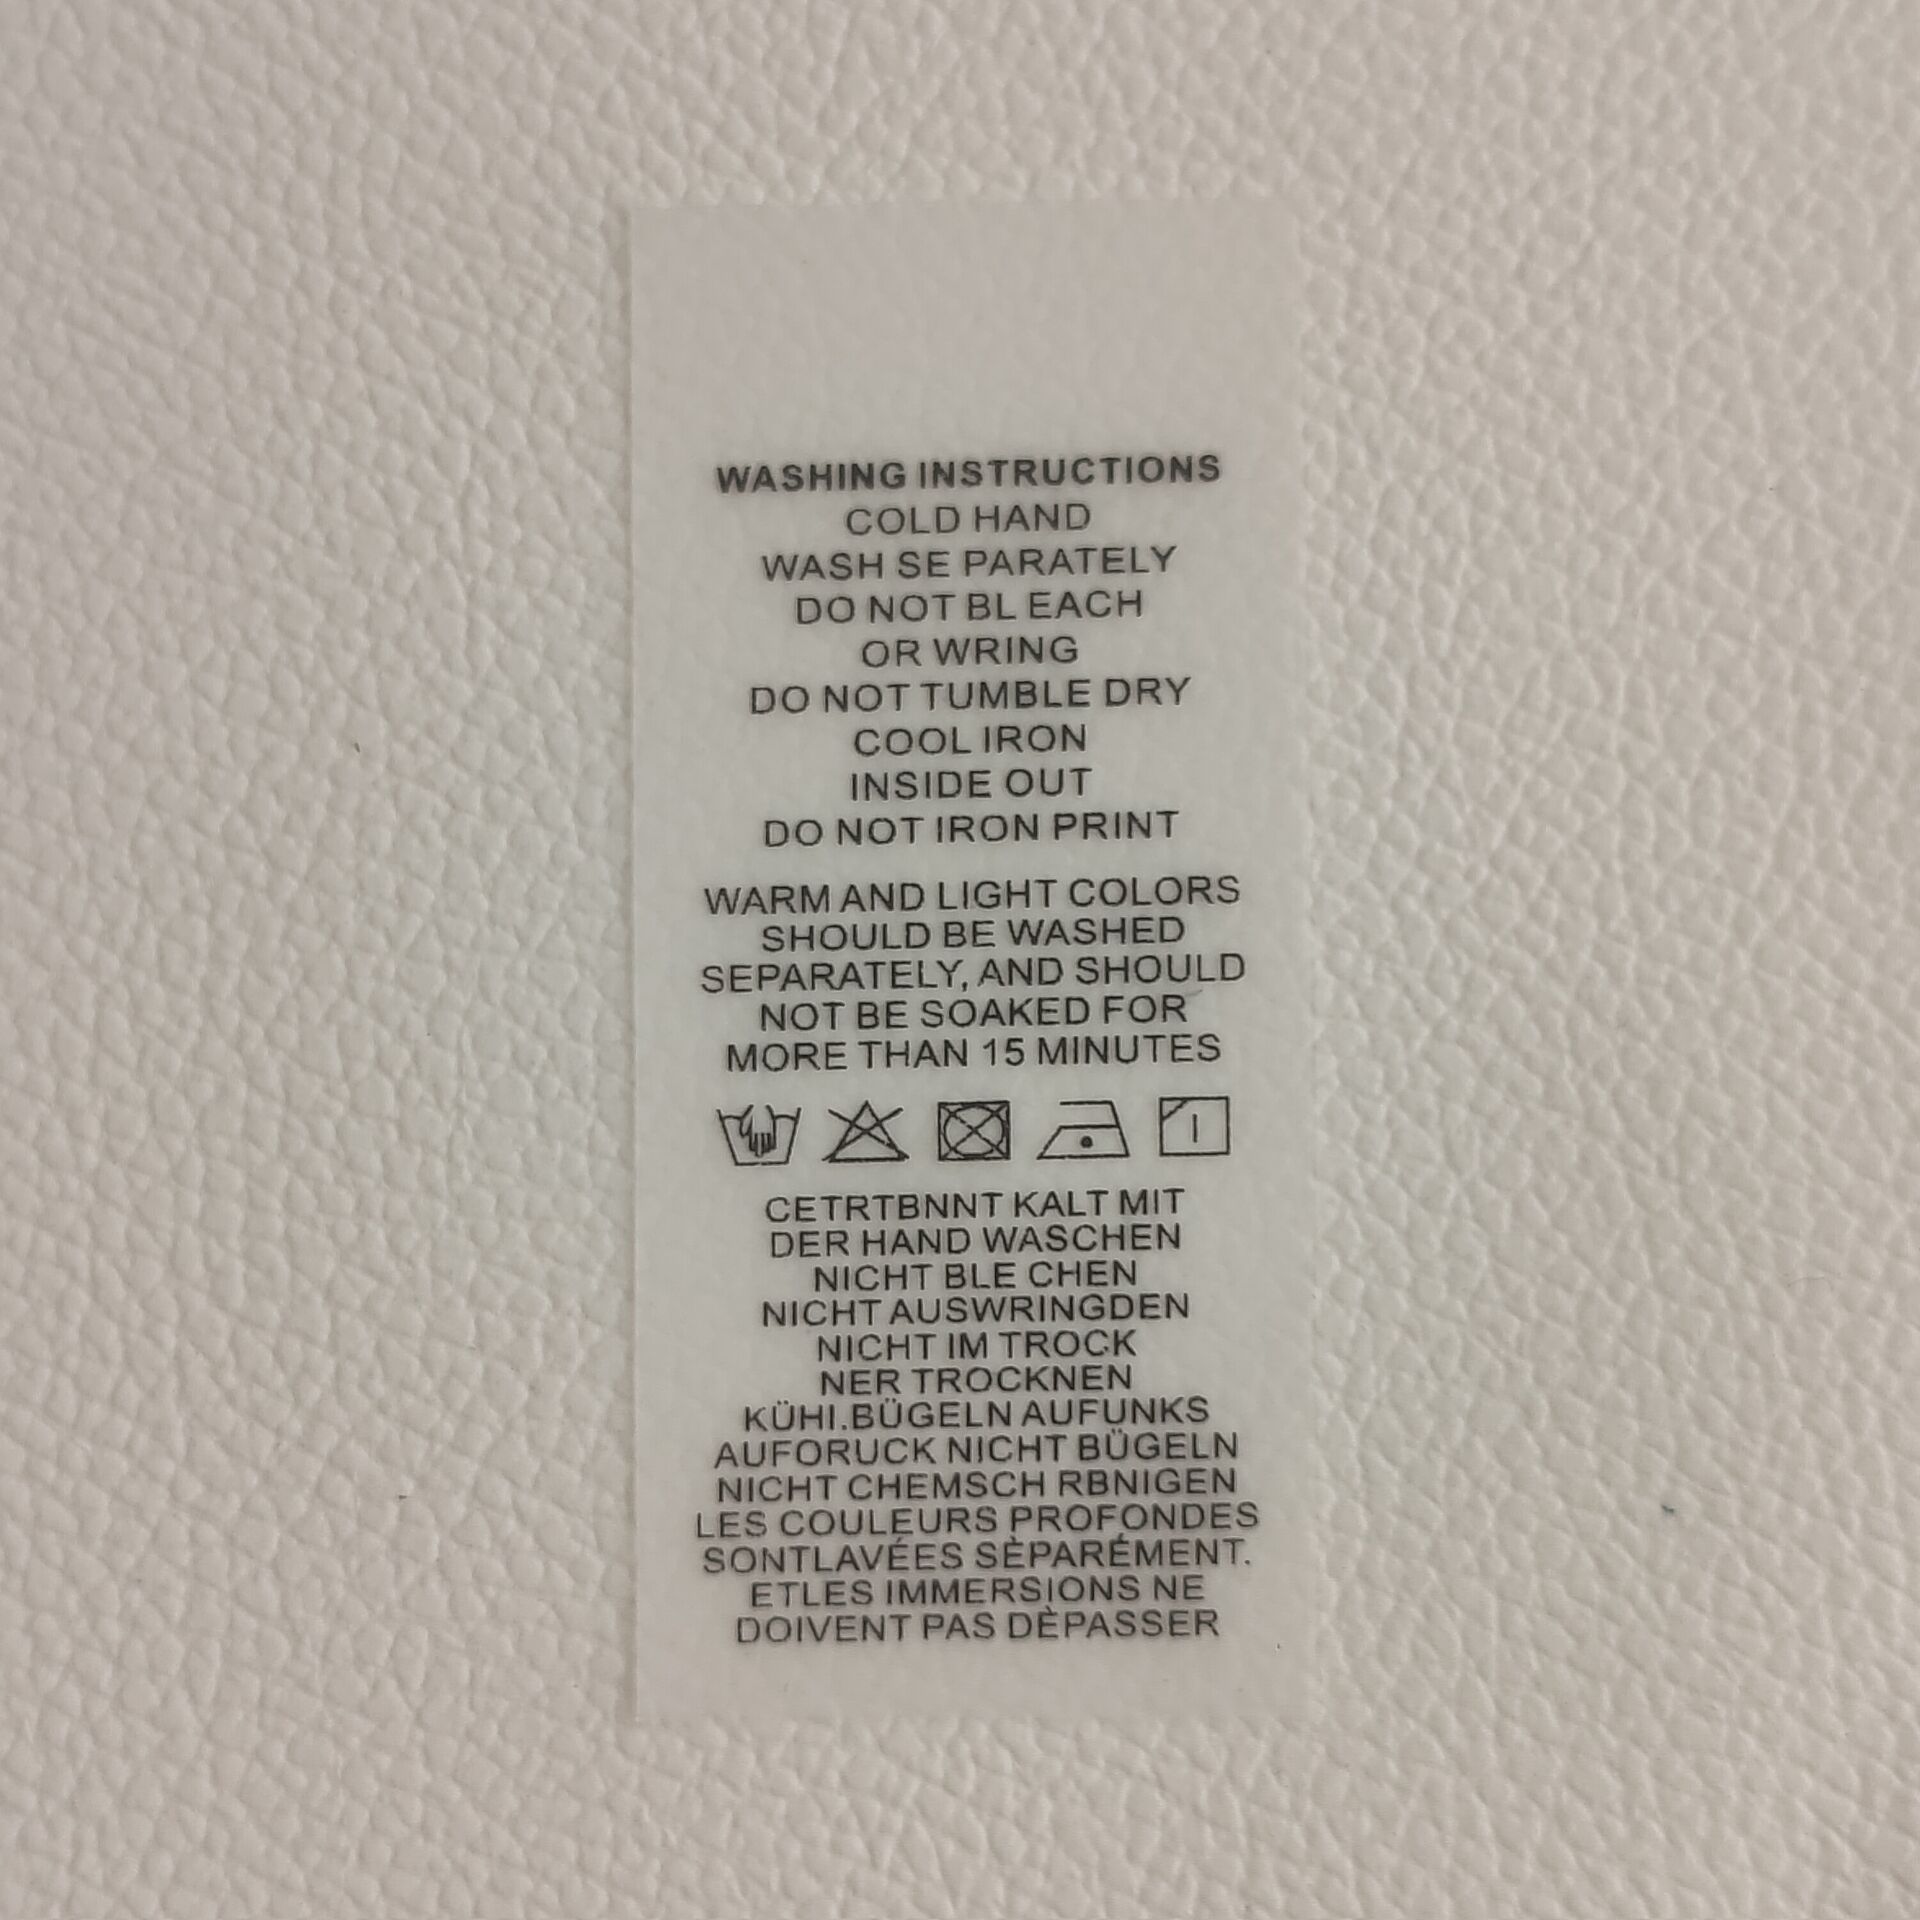 WASHING INSTRUCTIONS
COLD HAND
WASH SE PARATELY
DO NOT BL EACH
OR WRING
DO NOT TUMBLE DRY
COOL IRON
INSIDE OUT
DO NOT IRON PRINT
WARM AND LIGHT COLORS
SHOULD BE WASHED
SEPARATELY, AND SHOULD
NOT BE SOAKED FOR
MORE THAN 15 MINUTES
CETRTBNNT KALT MIT
DER HAND WASCHEN
NICHT BLE CHEN
NICHT AUSWRINGDEN
NICHT IM TROCK
NER TROCKNEN
KÜHI.BÜGELN AUFUNKS
AUFORUCK NICHT BÜGELN
NICHT CHEMSCH RBNIGEN
LES COULEURS PROFONDES
SONTLAVÉES SÈPARÉMENT.
ETLES IMMERSIONS NE
DOIVENT PAS DÈPASSER